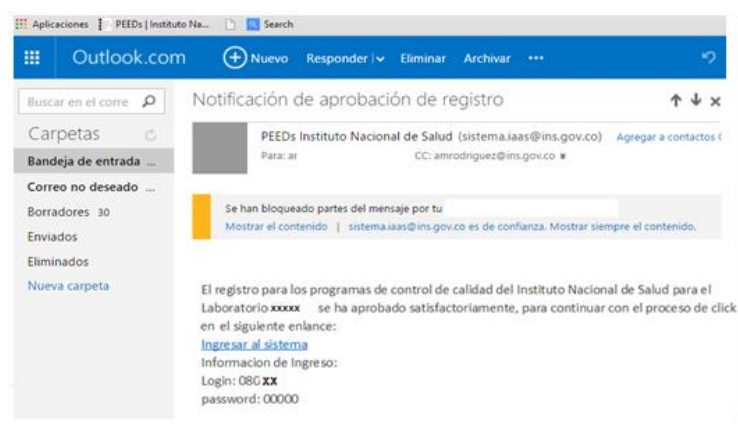 Aplicaciones PEEDs | Instituto Na... Search
Outlook.com Nuevo Responder Eliminar Archivar ...
Buscar en el corre
Notificación de aprobación de registro
Carpetas
Bandeja de entrada ...
Correo no deseado ...
Borradores 30
Enviados
Eliminados
Nueva carpeta
PEEDs Instituto Nacional de Salud (sistema.iaas@ins.gov.co) Agregar a contactos
Para: ar CC: amrodriguez@ins.gov.co
Se han bloqueado partes del mensaje por tu
Mostrar el contenido | sistema.iaas@ins.gov.co es de confianza. Mostrar siempre el contenido.
El registro para los programas de control de calidad del Instituto Nacional de Salud para el
Laboratorio xxxxx se ha aprobado satisfactoriamente, para continuar con el proceso de click
en el siguiente enlance:
Ingresar al sistema
Informacion de Ingreso:
Login: 080 xx
password: 00000